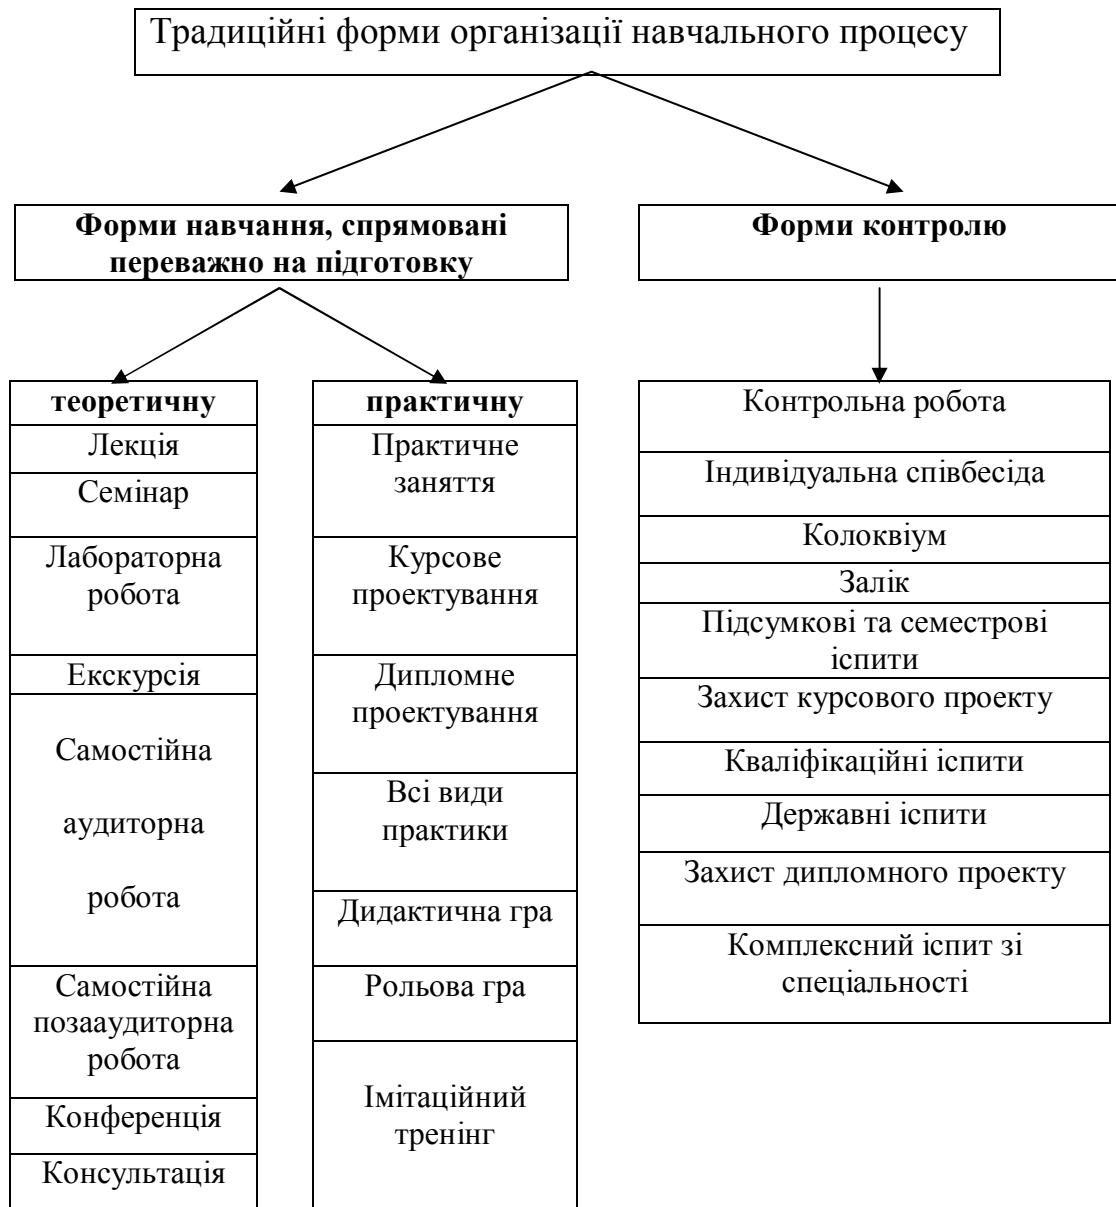 Традиційні форми організації навчального процесу
Форми навчання, спрямовані
переважно на підготовку
Форми контролю
теоретичну
Лекція
Семінар
Лабораторна
робота
Екскурсія
Самостійна
аудиторна
робота
Самостійна
позааудиторна
робота
Конференція
Консультація
практичну
Практичне
заняття
Курсове
проектування
Дипломне
проектування
Всі види
практики
Дидактична гра
Рольова гра
Імітаційний
тренінг
Контрольна робота
Індивідуальна співбесіда
Колоквіум
Залік
Підсумкові та семестрові
іспити
Захист курсового проекту
Кваліфікаційні іспити
Державні іспити
Захист дипломного проекту
Комплексний іспит зі
спеціальності